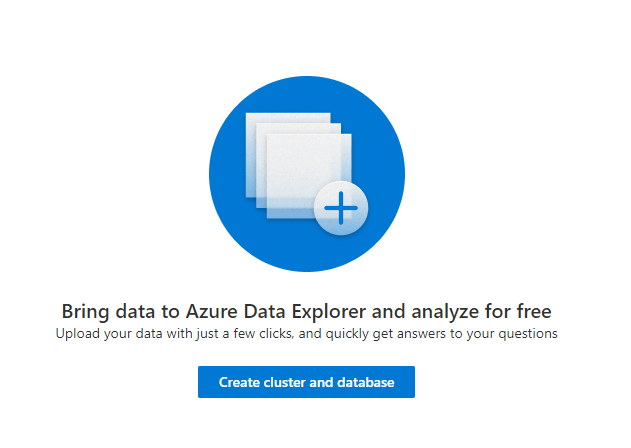 Bring data to Azure Data Explorer and analyze for free
Upload your data with just a few clicks, and quickly get answers to your questions
Create cluster and database